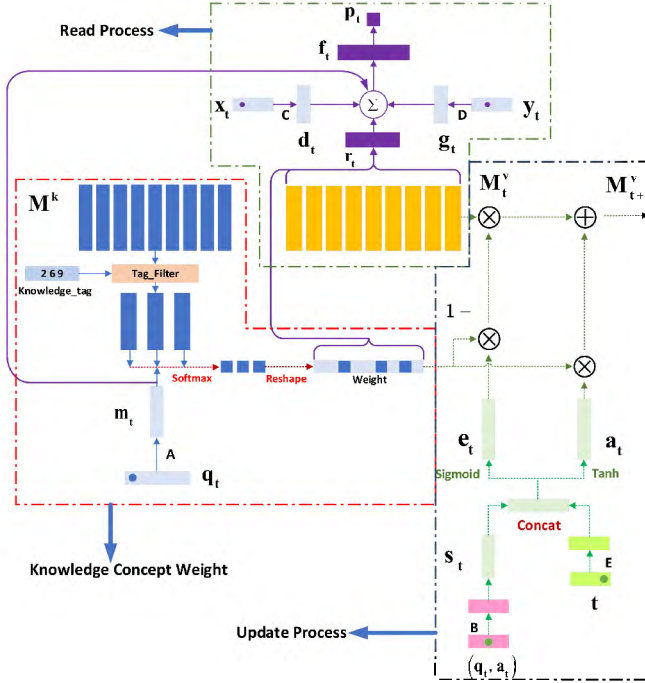 Read Process
p_t
f_t
x_t
C
Σ
D
y_t
d_t
g_t
r_t
M^k
M_t^v
M_{t+}^v
2 6 9
Tag_Filter
Knowledge_tag
1 −
Softmax
Reshape
Weight
m_t
A
q_t
e_t
a_t
Sigmoid
Tanh
Concat
Knowledge Concept Weight
s_t
E
t
B
Update Process
(q_t, a_t)